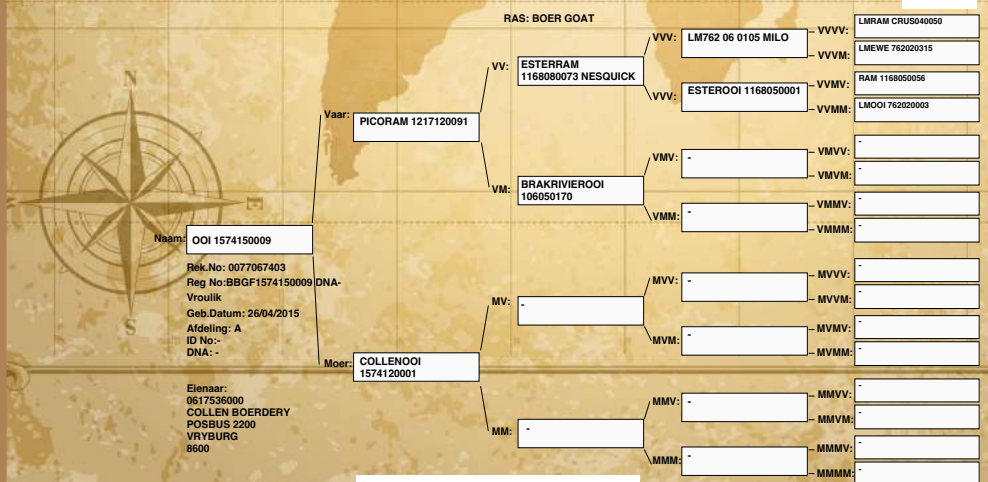 RAS: BOER GOAT
N
E
S
Naam: OOI 1574150009
Rek.No: 0077067403
Reg No:BBGF1574150009 DNA-
Vroulik
Geb.Datum: 26/04/2015
Afdeling: A
ID No:-
DNA: -
Eienaar:
0617536000
COLLEN BOERDERY
POSBUS 2200
VRYBURG
8600
Vaar: PICORAM 1217120091
Moer: COLLENOOI
1574120001
VV: ESTERRAM
1168080073 NESQUICK
VM: BRAKRIVIEROOI
106050170
MV: -
MM: -
VVV: LM762 06 0105 MILO
VVV: ESTEROOI 1168050001
VMV: -
VMM: -
MVV: -
MVM: -
MMV: -
MMM: -
VVVV: LMRAM CRUS040050
VVVM: LMEWE 762020315
VVMV: RAM 1168050056
VVMM: LMOOI 762020003
VMVV: -
VMVM: -
VMMV: -
VMMM: -
MVVV: -
MVVM: -
MVMV: -
MVMM: -
MMVV: -
MMVM: -
MMMV: -
MMMM: -